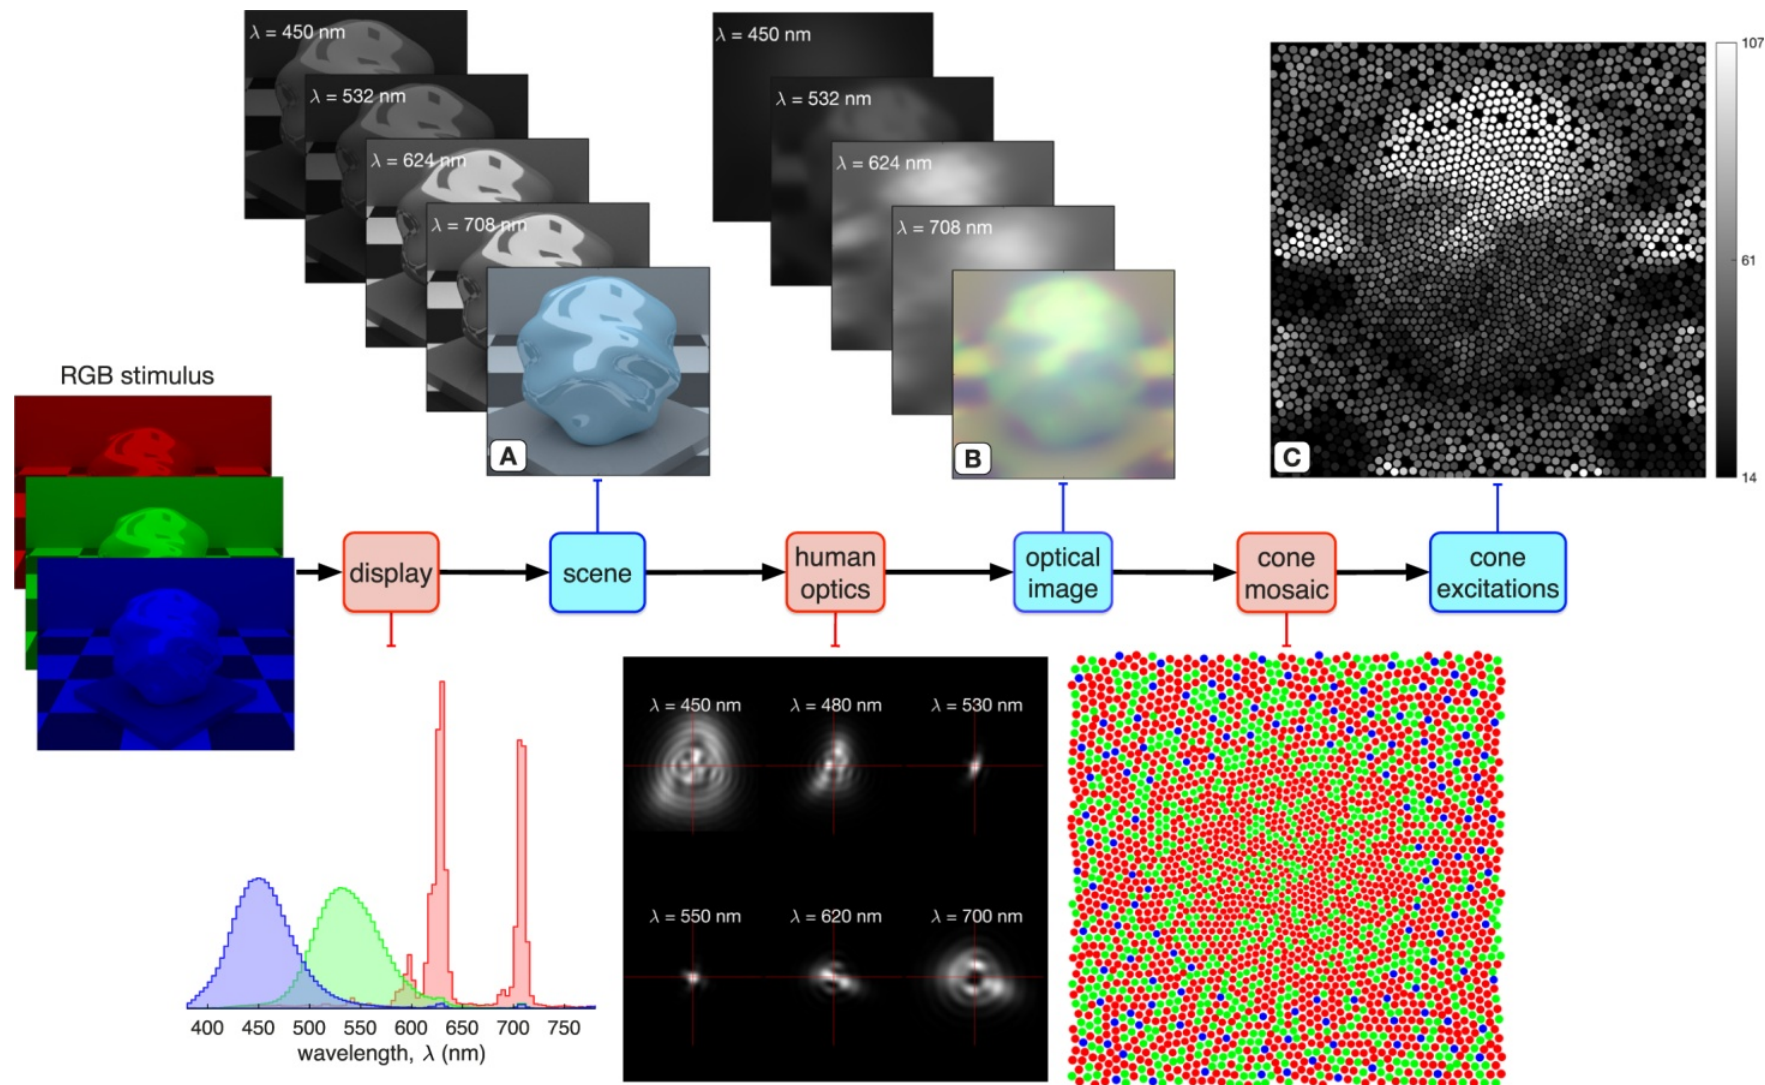 λ = 450 nm
λ = 532 nm
λ = 624 nm
λ = 708 nm
A
λ = 450 nm
λ = 532 nm
λ = 624 nm
λ = 708 nm
B
107
61
14
C
RGB stimulus
display
scene
human
optics
optical
image
cone
mosaic
cone
excitations
400 450 500 550 600 650 700 750
wavelength, λ (nm)
λ = 450 nm
λ = 480 nm
λ = 530 nm
λ = 550 nm
λ = 620 nm
λ = 700 nm